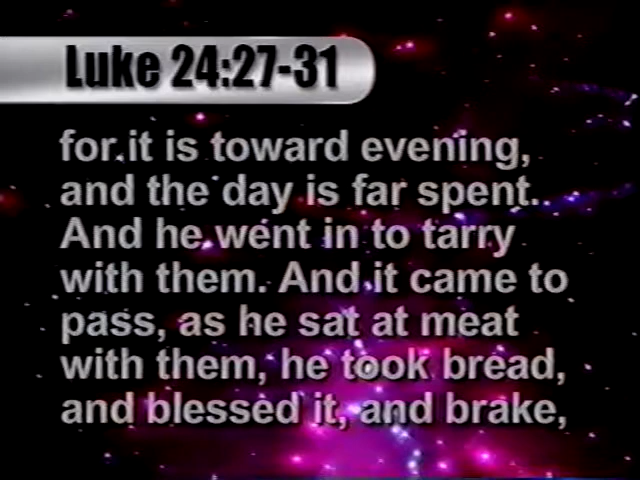 Luke 24:27-31
for it is toward evening,
and the day is far spent.
And he went in to tarry
with them. And it came to
pass, as he sat at meat
with them, he took bread,
and blessed it, and brake,